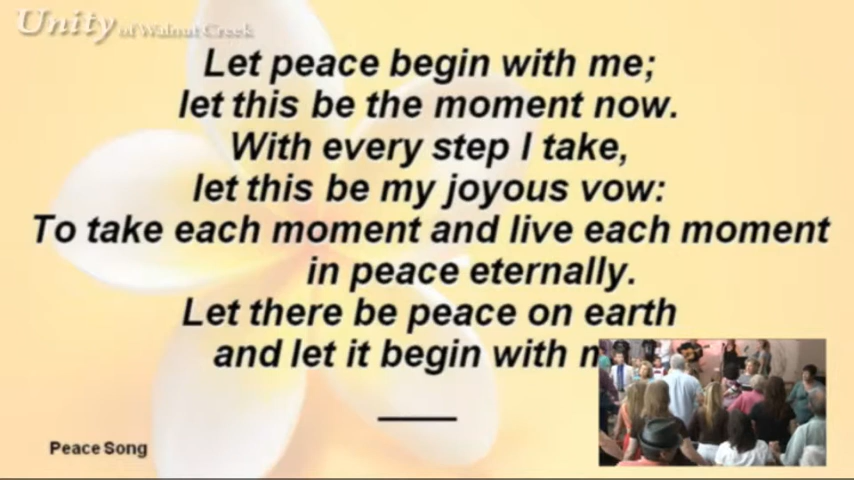 Unity of Walnut Creek
Let peace begin with me;
let this be the moment now.
With every step I take,
let this be my joyous vow:
To take each moment and live each moment
in peace eternally.
Let there be peace on earth
and let it begin with m
Peace Song